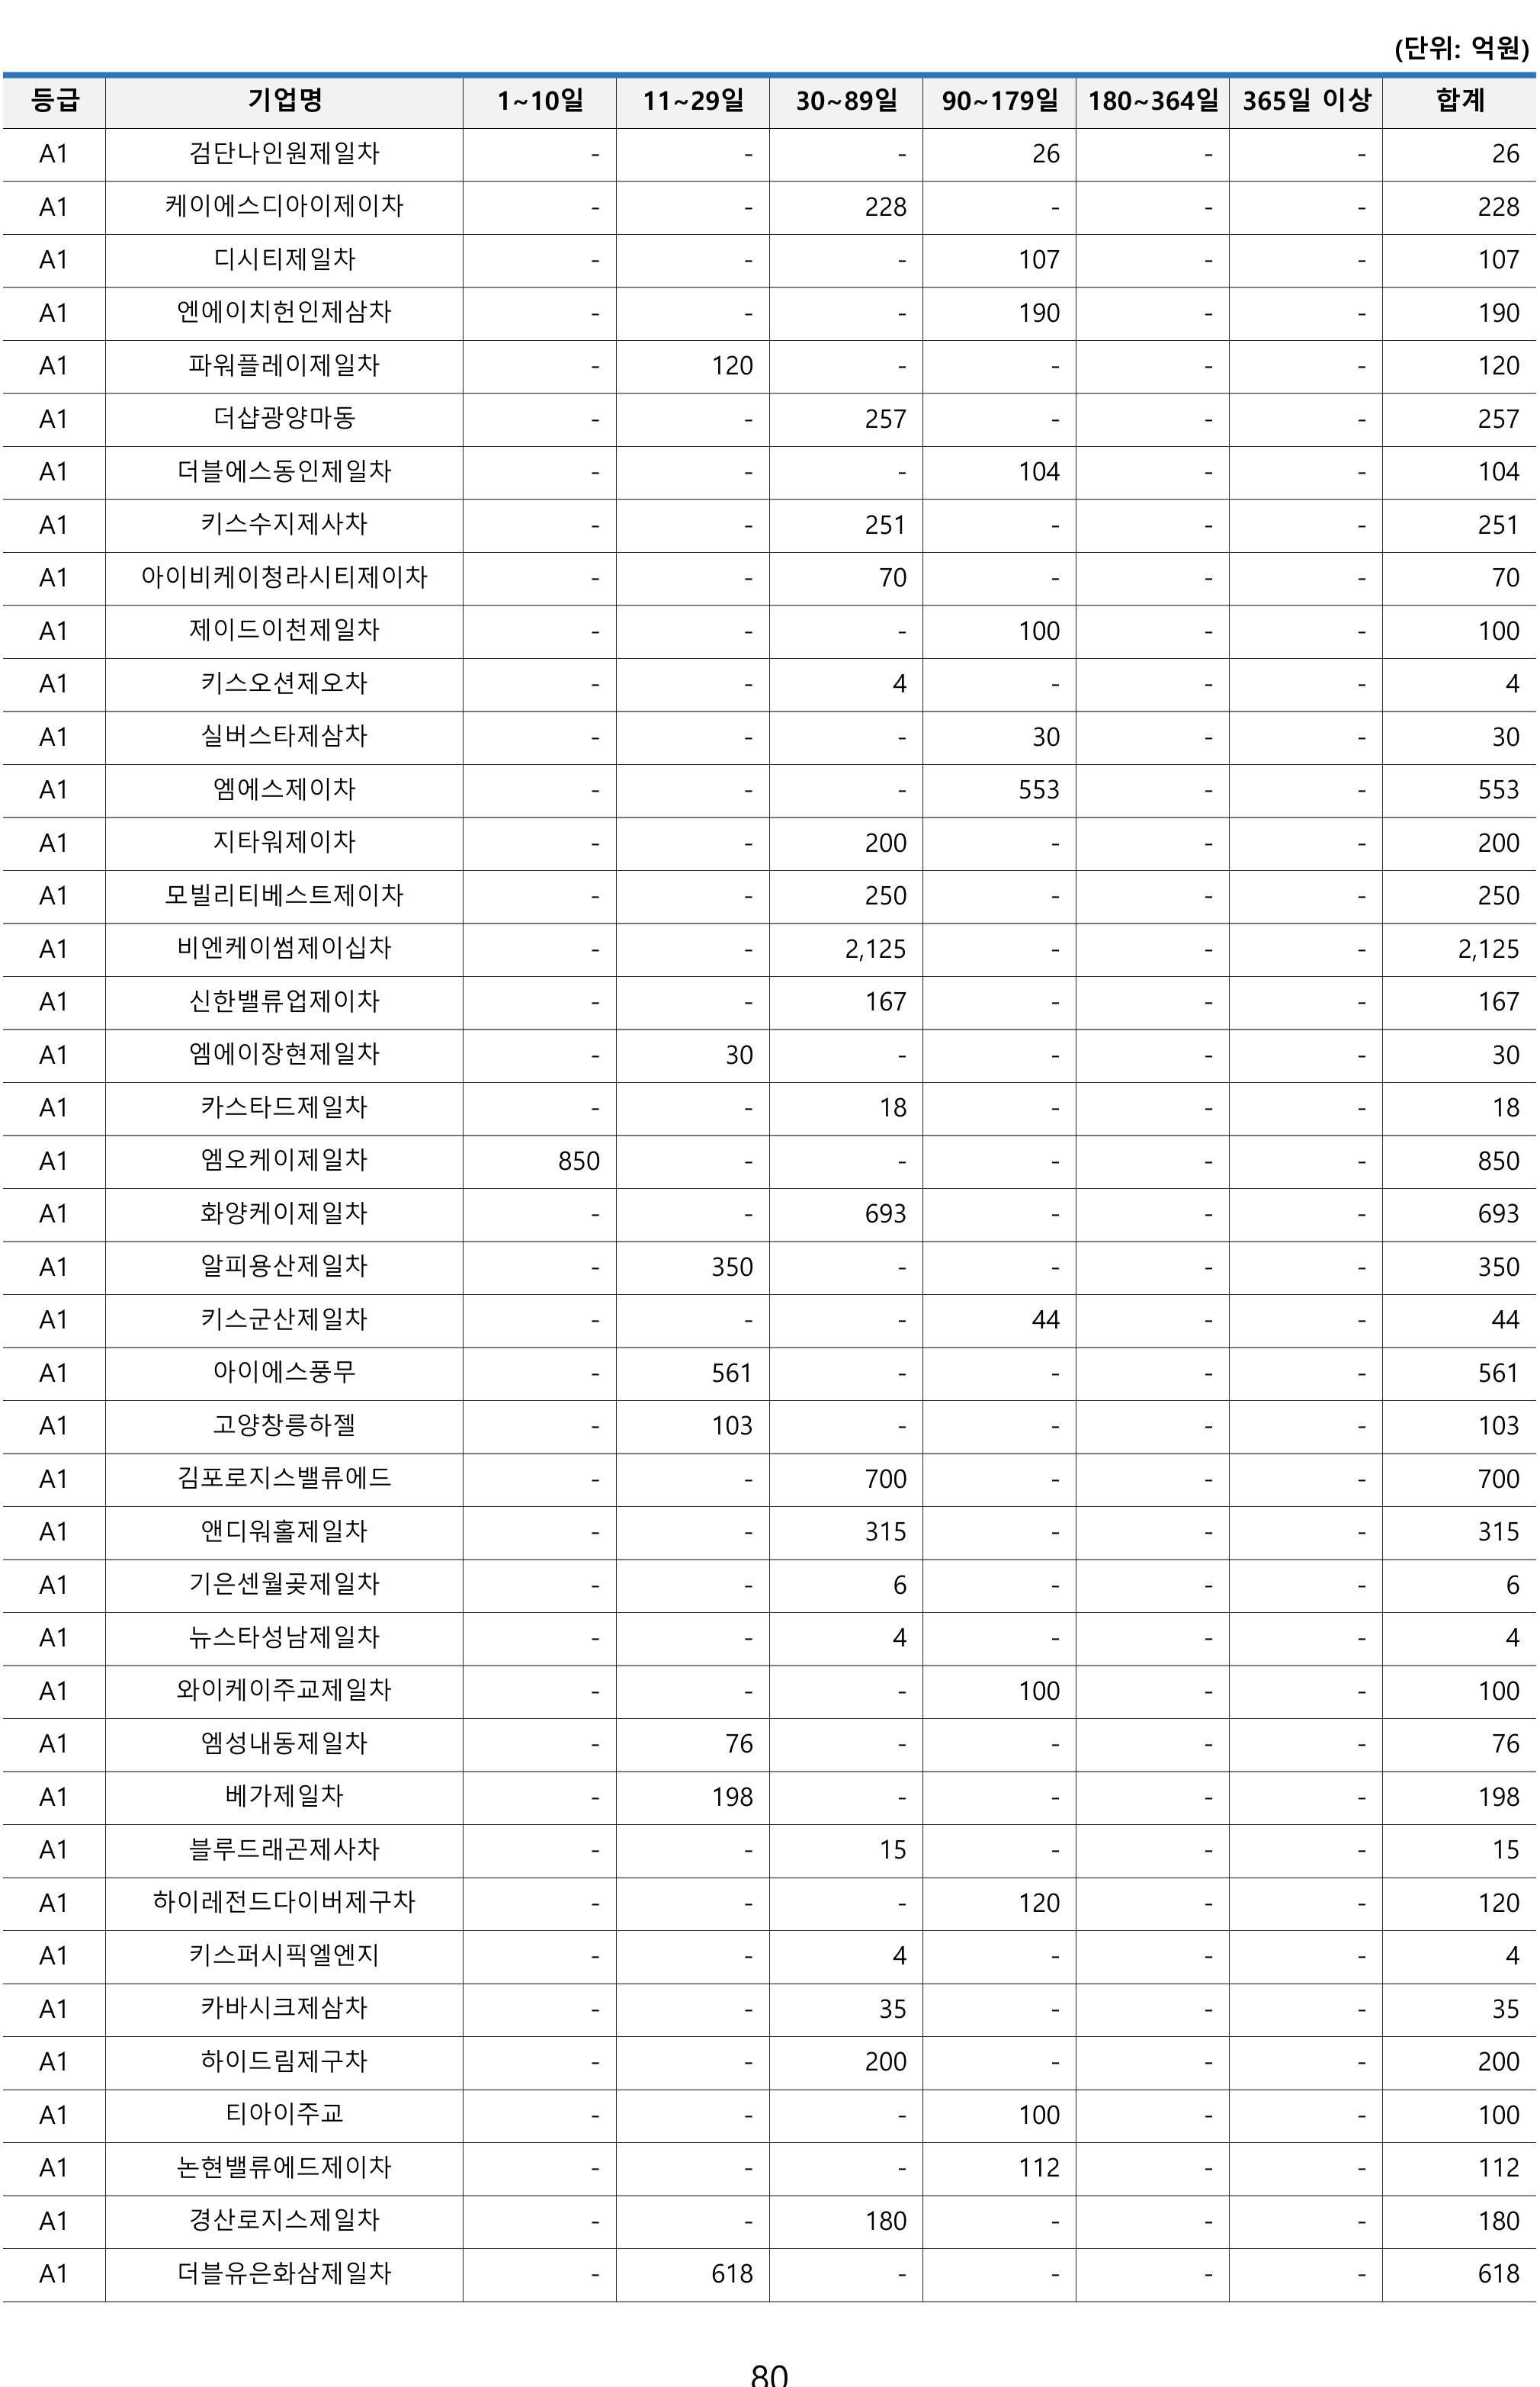 (단위: 억원)
등급 기업명 1~10일 11~29일 30~89일 90~179일 180~364일 365일 이상 합계
A1 검단나인원제일차 - - - 26 - - 26
A1 케이에스디아이제이차 - - 228 - - - 228
A1 디시티제일차 - - - 107 - - 107
A1 엔에이치헌인제삼차 - - - 190 - - 190
A1 파워플레이제일차 - 120 - - - - 120
A1 더샵광양마동 - - 257 - - - 257
A1 더블에스동인제일차 - - - 104 - - 104
A1 키스수지제사차 - - 251 - - - 251
A1 아이비케이청라시티제이차 - - 70 - - - 70
A1 제이드이천제일차 - - - 100 - - 100
A1 키스오션제오차 - - 4 - - - 4
A1 실버스타제삼차 - - - 30 - - 30
A1 엠에스제이차 - - - 553 - - 553
A1 지타워제이차 - - 200 - - - 200
A1 모빌리티베스트제이차 - - 250 - - - 250
A1 비엔케이썸제이십차 - - 2,125 - - - 2,125
A1 신한밸류업제이차 - - 167 - - - 167
A1 엠에이장현제일차 - 30 - - - - 30
A1 카스타드제일차 - - 18 - - - 18
A1 엠오케이제일차 850 - - - - - 850
A1 화양케이제일차 - - 693 - - - 693
A1 알피용산제일차 - 350 - - - - 350
A1 키스군산제일차 - - - 44 - - 44
A1 아이에스풍무 - 561 - - - - 561
A1 고양창릉하젤 - 103 - - - - 103
A1 김포로지스밸류에드 - - 700 - - - 700
A1 앤디워홀제일차 - - 315 - - - 315
A1 기은센월곶제일차 - - 6 - - - 6
A1 뉴스타성남제일차 - - 4 - - - 4
A1 와이케이주교제일차 - - - 100 - - 100
A1 엠성내동제일차 - 76 - - - - 76
A1 베가제일차 - 198 - - - - 198
A1 블루드래곤제사차 - - 15 - - - 15
A1 하이레전드다이버제구차 - - - 120 - - 120
A1 키스퍼시픽엘엔지 - - 4 - - - 4
A1 카바시크제삼차 - - 35 - - - 35
A1 하이드림제구차 - - 200 - - - 200
A1 티아이주교 - - - 100 - - 100
A1 논현밸류에드제이차 - - - 112 - - 112
A1 경산로지스제일차 - - 180 - - - 180
A1 더블유은화삼제일차 - 618 - - - - 618
80